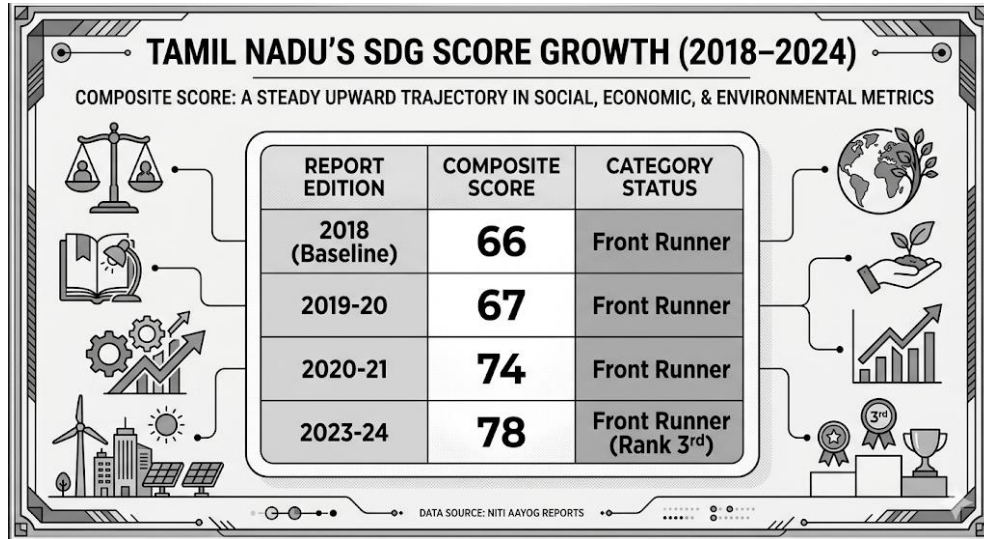 TAMIL NADU’S SDG SCORE GROWTH (2018–2024)
COMPOSITE SCORE: A STEADY UPWARD TRAJECTORY IN SOCIAL, ECONOMIC, & ENVIRONMENTAL METRICS
REPORT EDITION
COMPOSITE SCORE
CATEGORY STATUS
2018 (Baseline)
66
Front Runner
2019-20
67
Front Runner
2020-21
74
Front Runner
2023-24
78
Front Runner (Rank 3rd)
3rd
DATA SOURCE: NITI AAYOG REPORTS